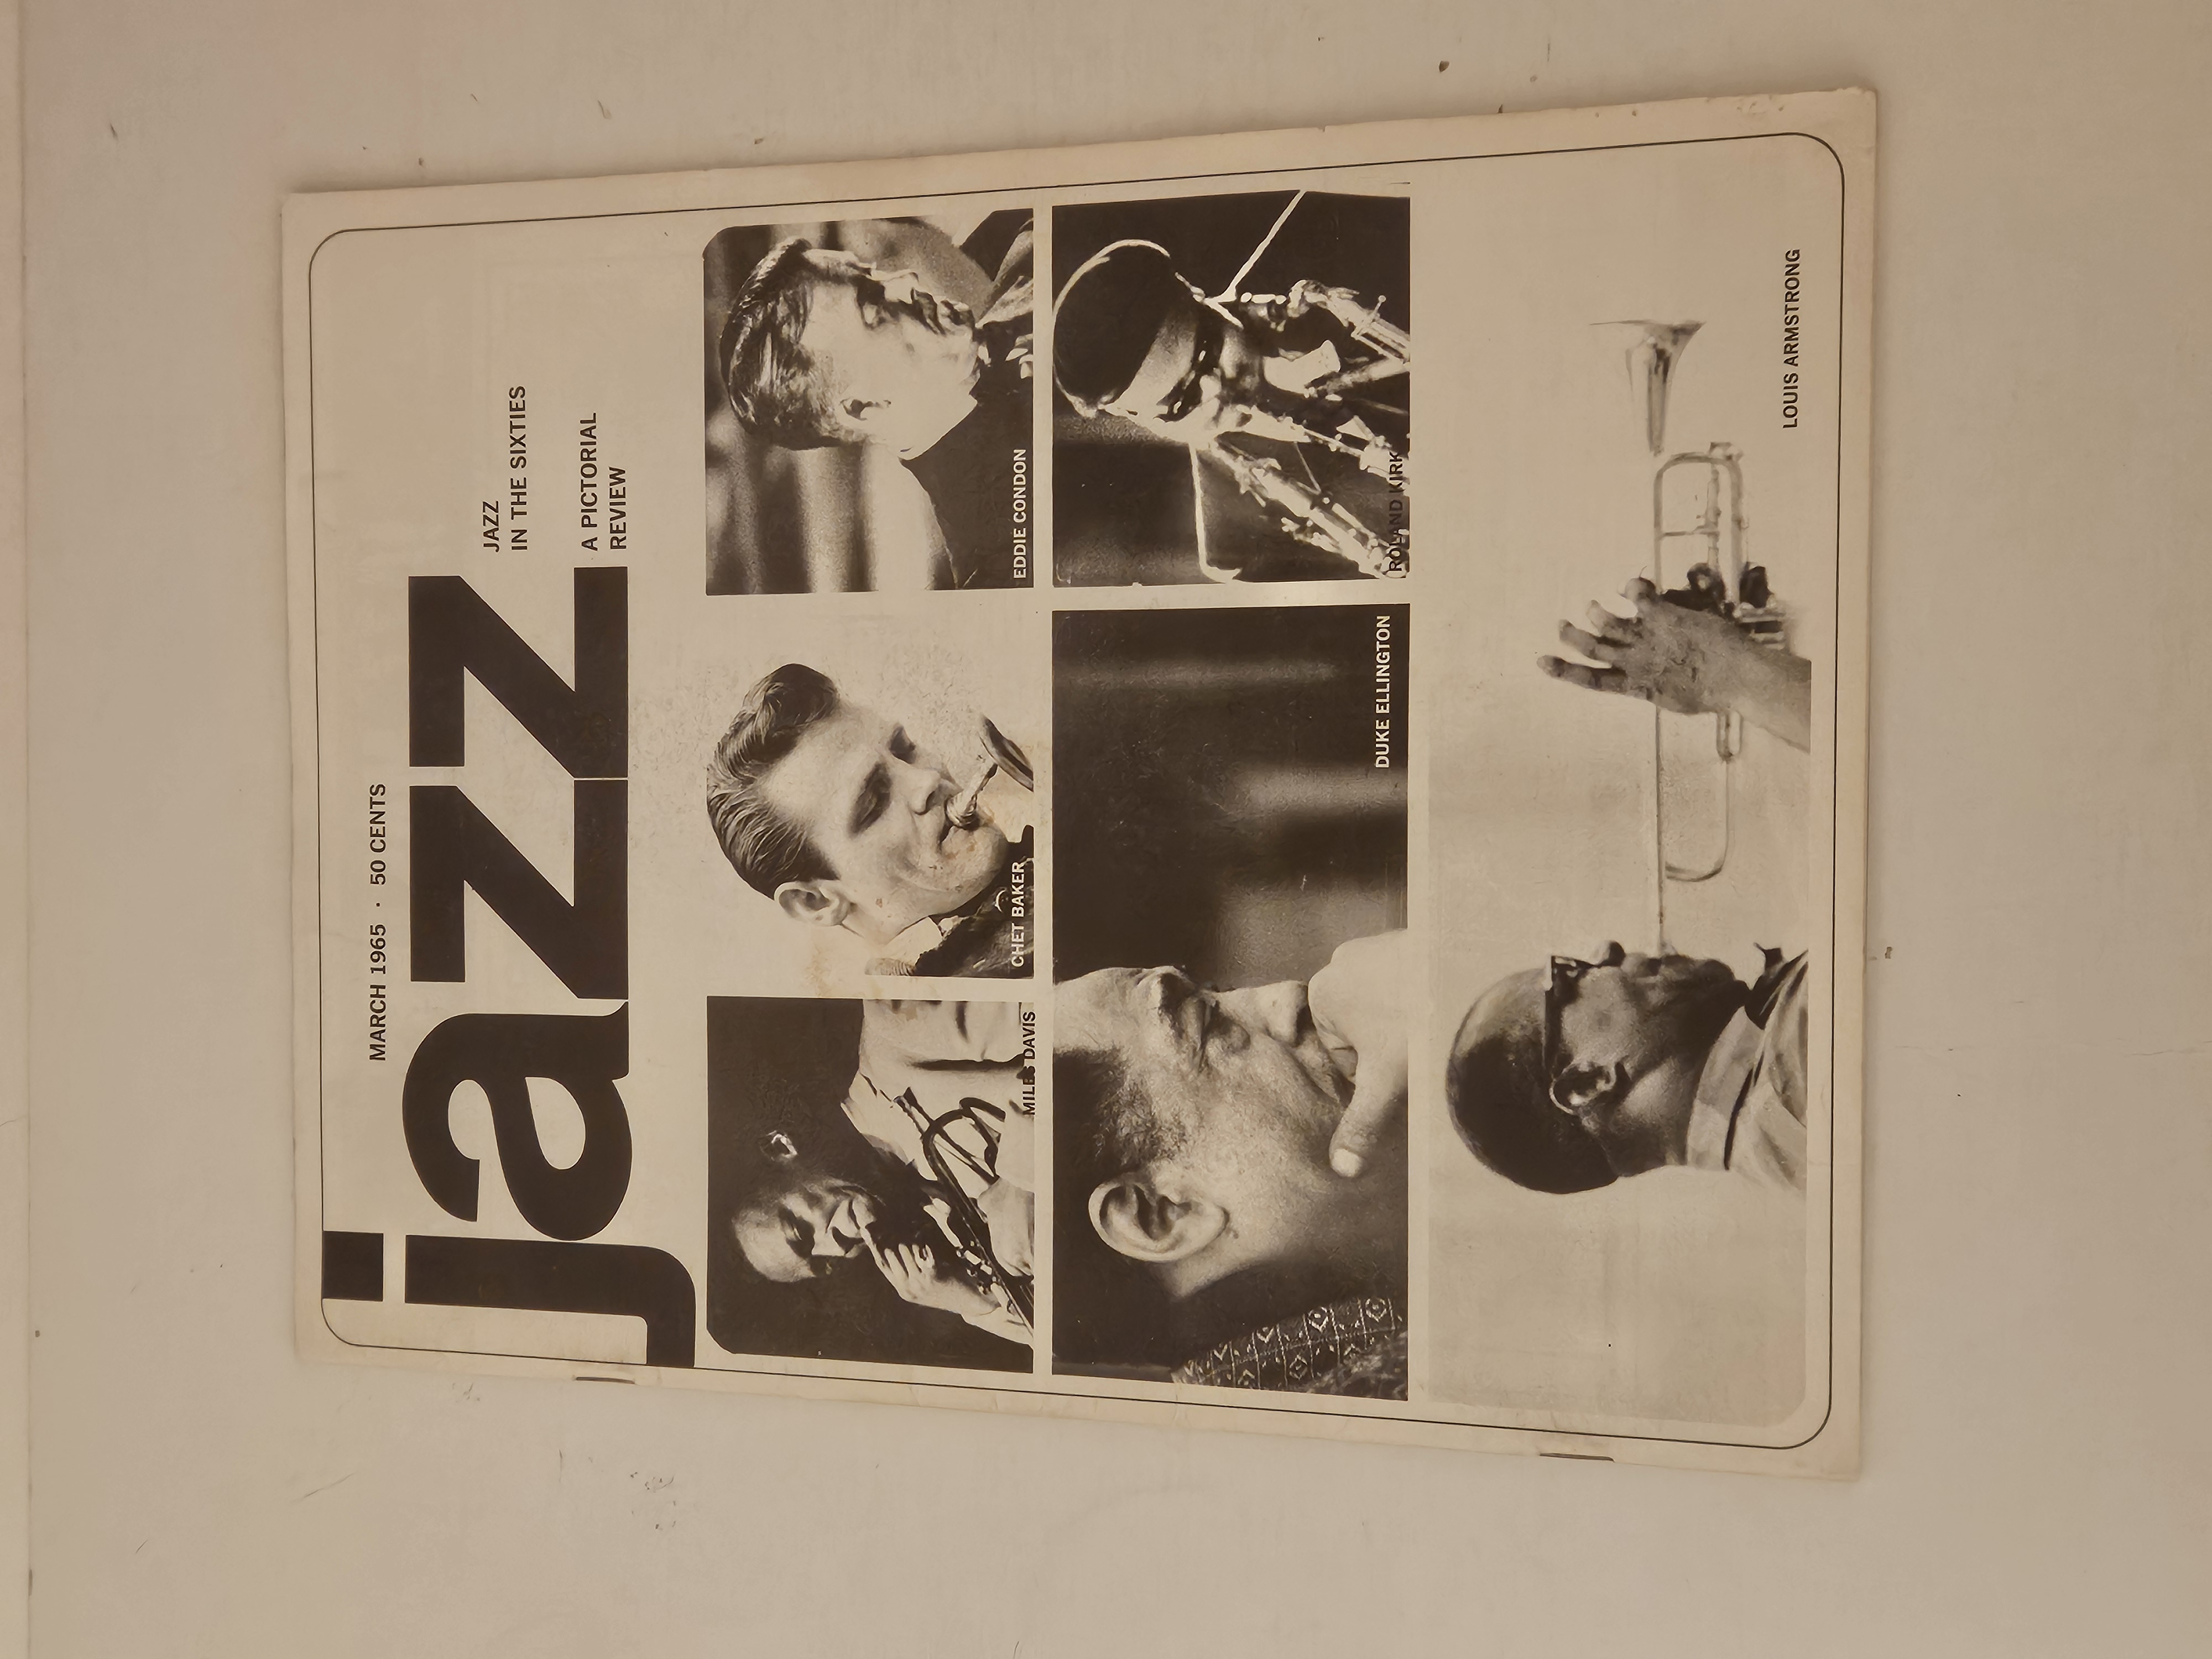 MARCH 1965 · 50 CENTS
jazz
JAZZ
IN THE SIXTIES
A PICTORIAL
REVIEW
MILES DAVIS
CHET BAKER
EDDIE CONDON
DUKE ELLINGTON
ROLAND KIRK
LOUIS ARMSTRONG